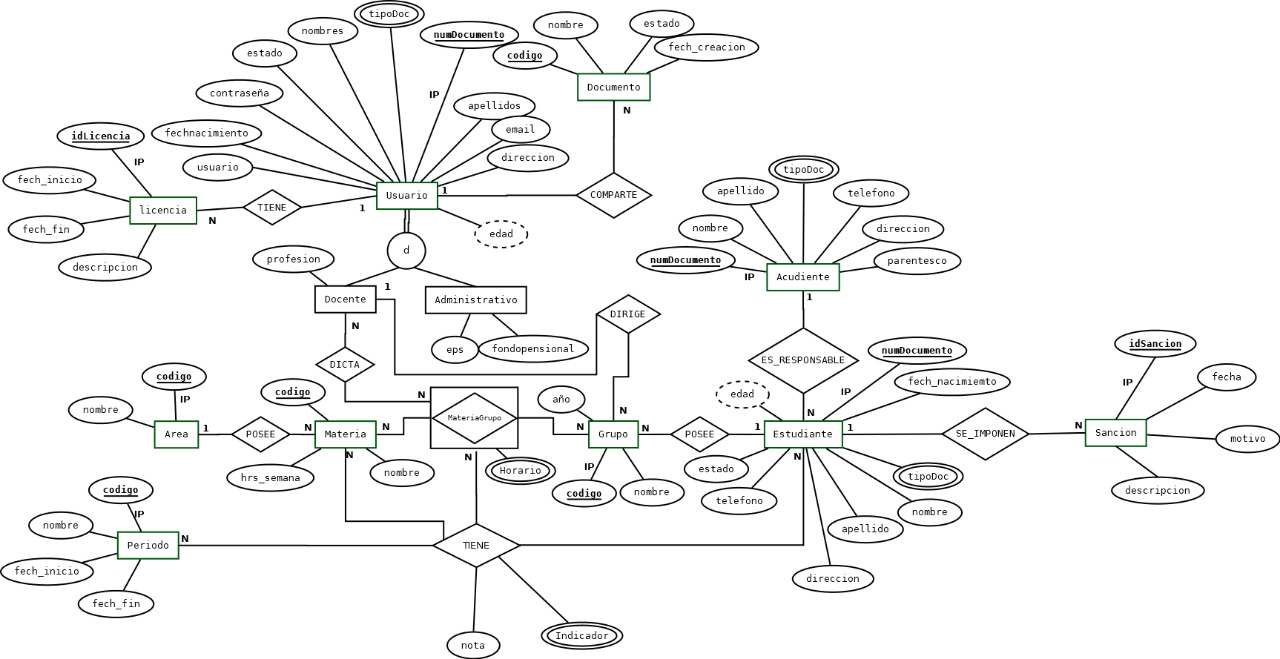 tipoDoc
nombres
numDocumento
nombre
estado
estado
fech_creacion
codigo
Documento
contraseña
IP
apellidos
N
fechnacimiento
email
idLicencia
IP
usuario
direccion
tipoDoc
fech_inicio
Usuario
1
COMPARTE
apellido
telefono
licencia
N
TIENE
1
fech_fin
edad
nombre
direccion
d
descripcion
profesion
numDocumento
IP
Acudiente
parentesco
1
1
Docente
Administrativo
DIRIGE
N
eps
fondopensional
DICTA
ES_RESPONSABLE
numDocumento
idSancion
codigo
IP
codigo
N
edad
IP
fech_nacimiemto
IP
fecha
nombre
año
N
N
MateriaGrupo
Area
1
POSEE
N
Materia
N
N
Grupo
N
POSEE
1
Estudiante
1
SE_IMPONEN
N
Sancion
motivo
N
N
N
hrs_semana
nombre
Horario
IP
estado
tipoDoc
codigo
nombre
codigo
nombre
telefono
descripcion
IP
nombre
apellido
nombre
Periodo
N
TIENE
fech_inicio
direccion
fech_fin
Indicador
nota